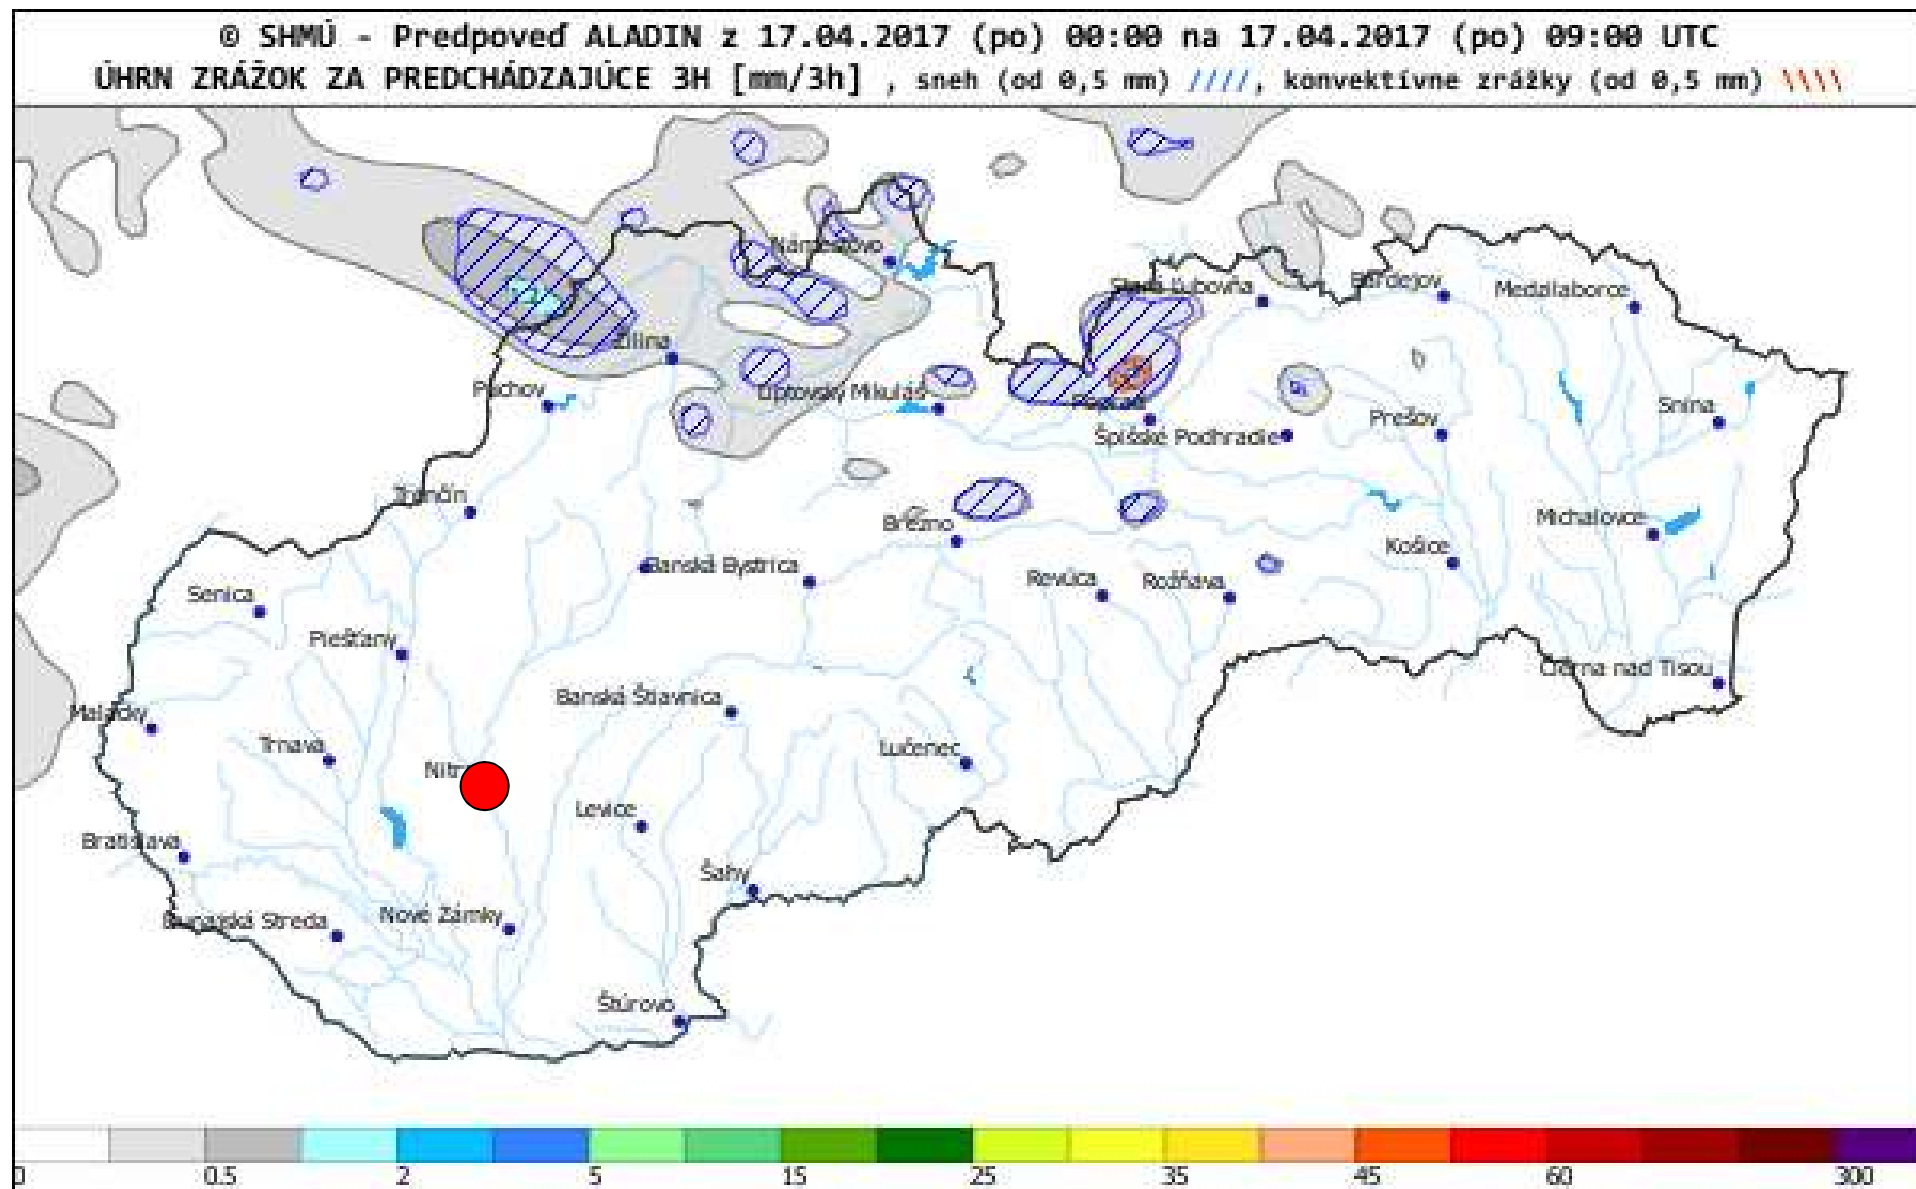 © SHMÚ - Predpoveď ALADIN z 17.04.2017 (po) 00:00 na 17.04.2017 (po) 09:00 UTC
ÚHRN ZRÁŽOK ZA PREDCHÁDZAJÚCE 3H [mm/3h] , sneh (od 0,5 mm) ////, konvektívne zrážky (od 0,5 mm) \\\\
Námestovo
Stará Ľubovňa
Bardejov
Medzilaborce
Žilina
Púchov
Liptovský Mikuláš
Poprad
Spišské Podhradie
Prešov
Snina
Trenčín
Brezno
Michalovce
Košice
Banská Bystrica
Revúca
Rožňava
Senica
Piešťany
Čierna nad Tisou
Banská Štiavnica
Malacky
Trnava
Lučenec
Levice
Bratislava
Šahy
Dunajská Streda
Nové Zámky
Štúrovo
0 0.5 2 5 15 25 35 45 60 300